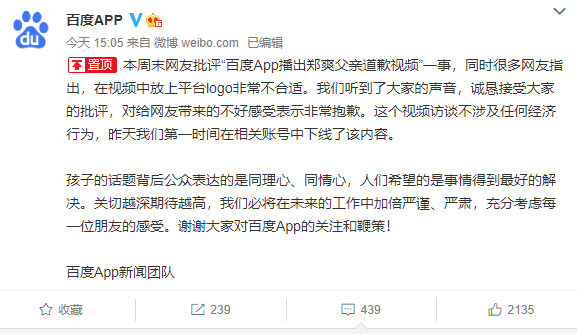 du
百度APP
今天 15:05 来自 微博 weibo.com 已编辑
置顶 本周末网友批评“百度App播出郑爽父亲道歉视频”一事，同时很多网友指
出，在视频中放上平台logo非常不合适。我们听到了大家的声音，诚恳接受大家
的批评，对给网友带来的不好感受表示非常抱歉。这个视频访谈不涉及任何经济
行为，昨天我们第一时间在相关账号中下线了该内容。
孩子的话题背后公众表达的是同理心、同情心，人们希望的是事情得到最好的解
决。关切越深期待越高，我们必将在未来的工作中加倍严谨、严肃，充分考虑每
一位朋友的感受。谢谢大家对百度App的关注和鞭策！
百度App新闻团队
收藏 239 439 2135